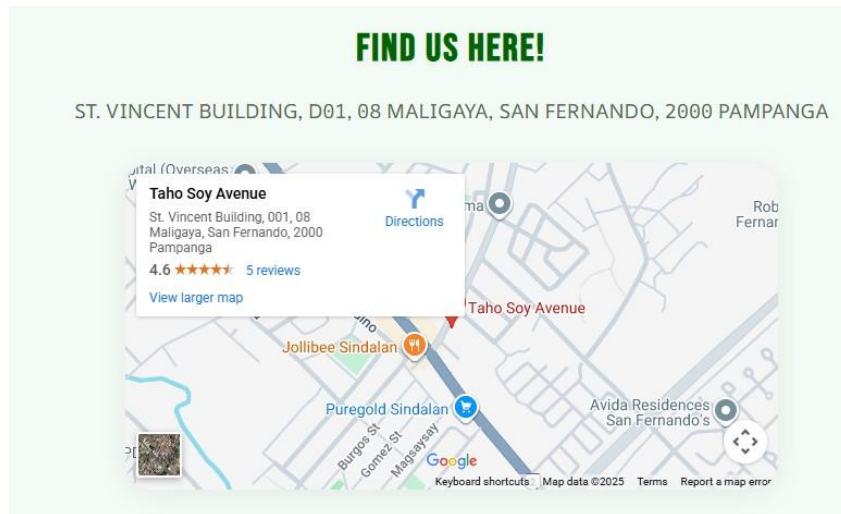 FIND US HERE!
ST. VINCENT BUILDING, D01, 08 MALIGAYA, SAN FERNANDO, 2000 PAMPANGA
(Overseas
Taho Soy Avenue
St. Vincent Building, 001, 08
Maligaya, San Fernando, 2000
Pampanga
4.6
5 reviews
View larger map
Directions
Taho Soy Avenue
Jollibee Sindalan
Puregold Sindalan
Avida Residences
San Fernando's
Burgos St
Gomez St
Magsaysay
Google
Keyboard shortcuts
Map data ©2025
Terms
Report a map error